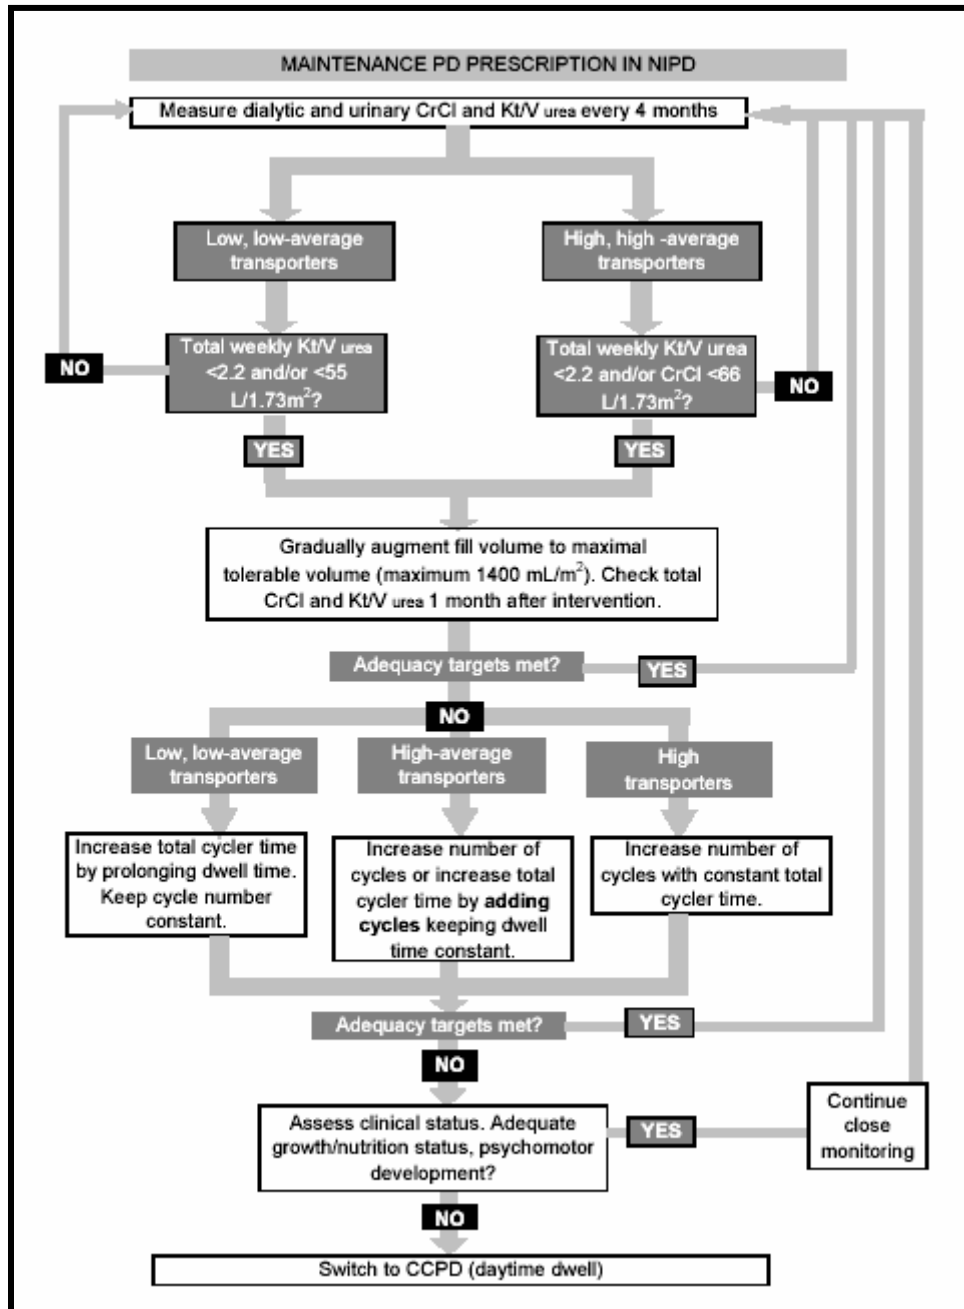 MAINTENANCE PD PRESCRIPTION IN NIPD
Measure dialytic and urinary CrCl and Kt/V urea every 4 months
Low, low-average
transporters
High, high -average
transporters
Total weekly Kt/V urea
<2.2 and/or <55
L/1.73m²?
NO
Total weekly Kt/V urea
<2.2 and/or CrCl <66
L/1.73m²?
NO
YES
YES
Gradually augment fill volume to maximal
tolerable volume (maximum 1400 mL/m²). Check total
CrCl and Kt/V urea 1 month after intervention.
Adequacy targets met?
YES
NO
Low, low-average
transporters
High-average
transporters
High
transporters
Increase total cycler time
by prolonging dwell time.
Keep cycle number
constant.
Increase number of
cycles or increase total
cycler time by adding
cycles keeping dwell
time constant.
Increase number of
cycles with constant total
cycler time.
Adequacy targets met?
YES
NO
Assess clinical status. Adequate
growth/nutrition status, psychomotor
development?
YES
Continue
close
monitoring
NO
Switch to CCPD (daytime dwell)